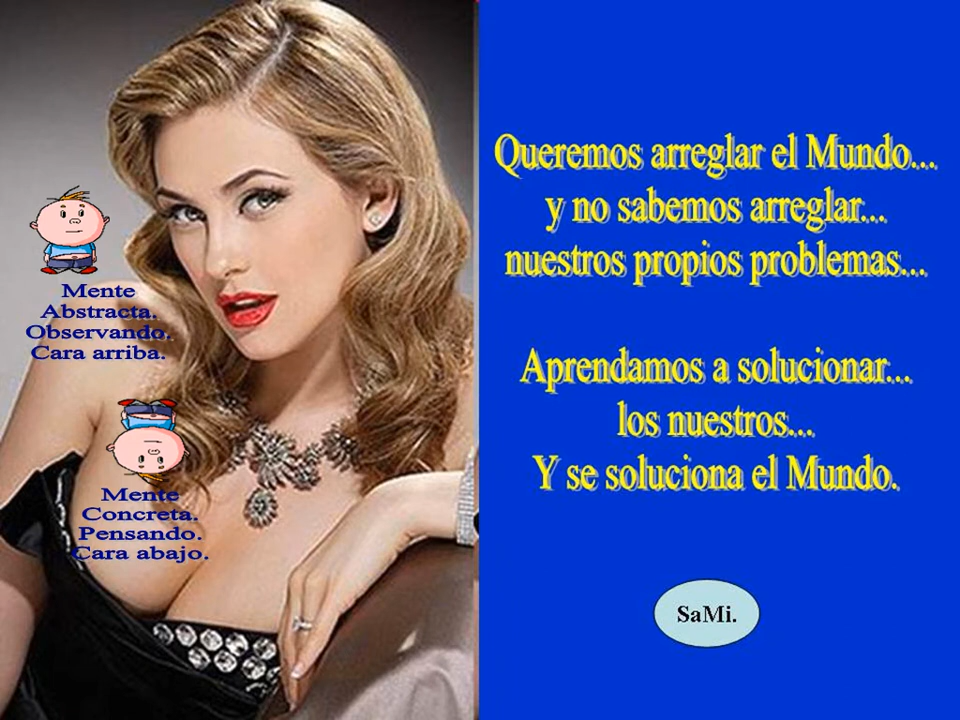 Mente
Abstracta.
Observando.
Cara arriba.
Mente
Concreta.
Pensando.
Cara abajo.
Queremos arreglar el Mundo...
y no sabemos arreglar...
nuestros propios problemas...
Aprendamos a solucionar...
los nuestros...
Y se soluciona el Mundo.
SaMi.